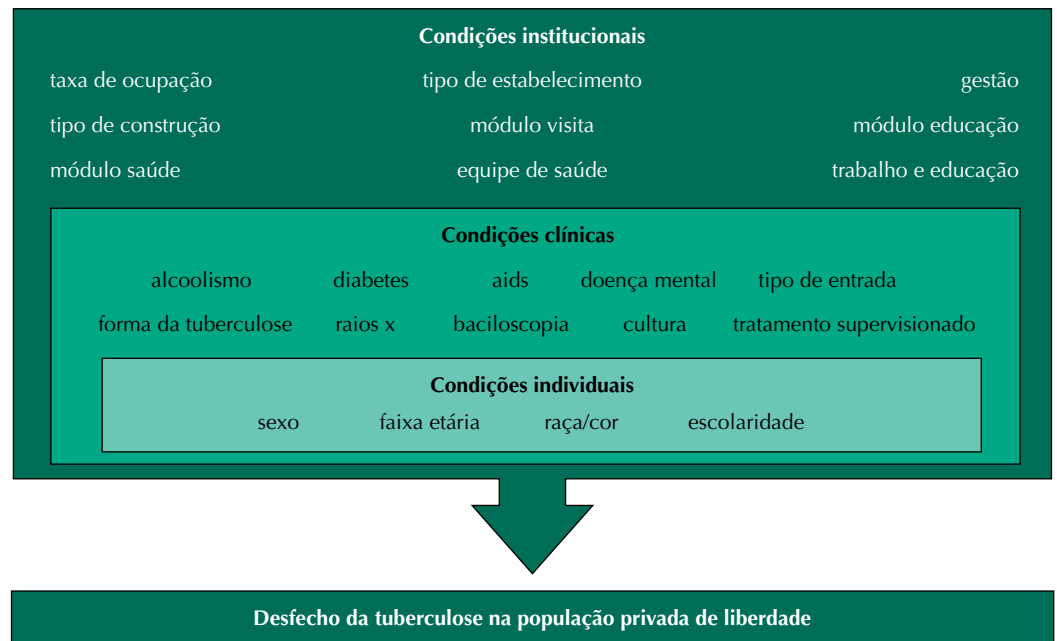 Condições institucionais
taxa de ocupação tipo de estabelecimento gestão
tipo de construção módulo visita módulo educação
módulo saúde equipe de saúde trabalho e educação
Condições clínicas
alcoolismo diabetes aids doença mental tipo de entrada
forma da tuberculose raios x baciloscopia cultura tratamento supervisionado
Condições individuais
sexo faixa etária raça/cor escolaridade
Desfecho da tuberculose na população privada de liberdade